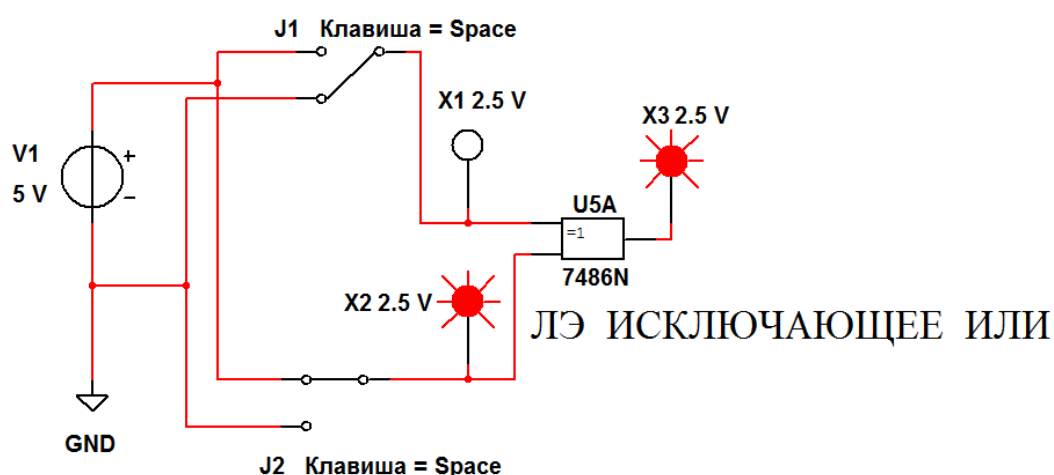 J1 Клавиша = Space
X1 2.5 V
X3 2.5 V
V1
5 V
+
−
U5A
=1
7486N
X2 2.5 V
ЛЭ ИСКЛЮЧАЮЩЕЕ ИЛИ
GND
J2 Клавиша = Space